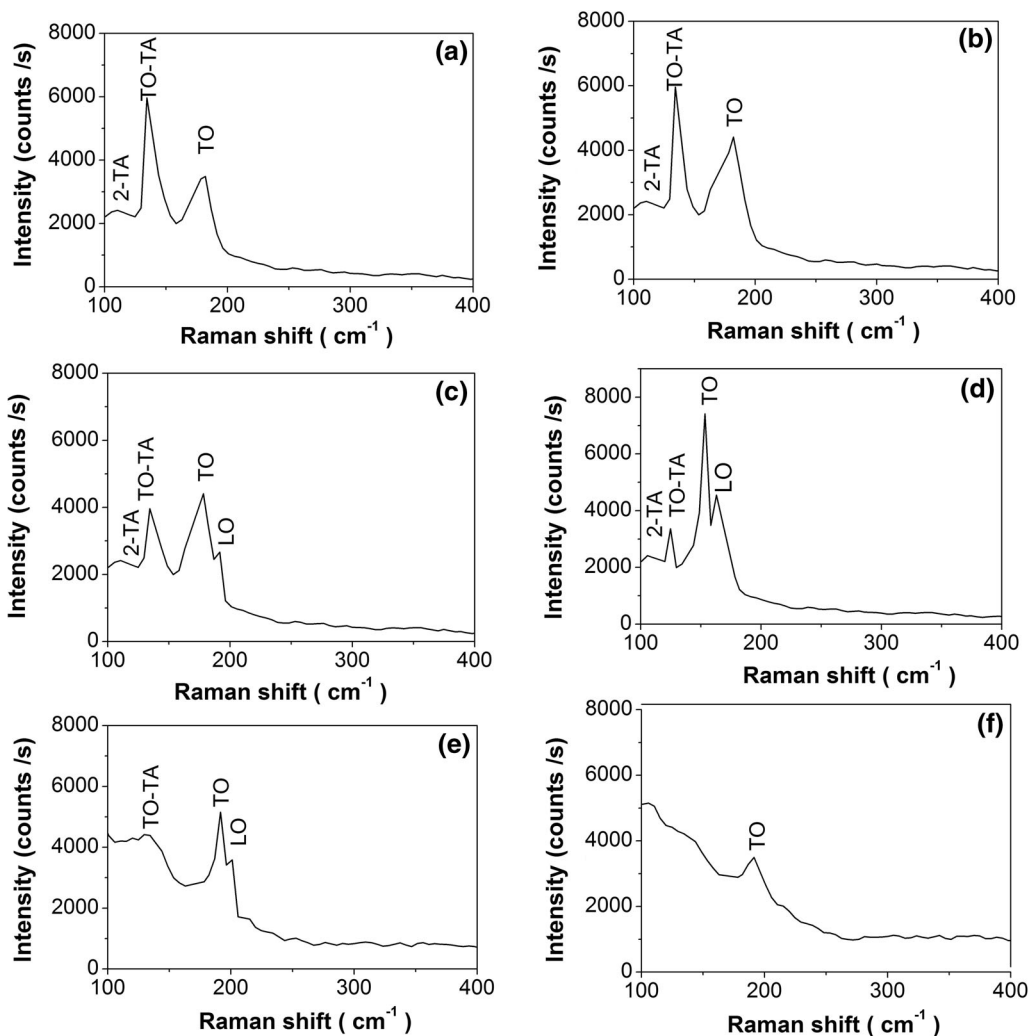 (a)
8000
6000
4000
2000
0
Intensity (counts /s)
2-TA
TO-TA
TO
100 200 300 400
Raman shift ( cm-1)
(b)
8000
6000
4000
2000
0
Intensity (counts /s)
2-TA
TO-TA
TO
100 200 300 400
Raman shift ( cm-1)
(c)
8000
6000
4000
2000
0
Intensity (counts /s)
2-TA
TO-TA
TO
LO
100 200 300 400
Raman shift ( cm-1)
(d)
8000
6000
4000
2000
0
Intensity (counts /s)
2-TA
TO-TA
TO
LO
100 200 300 400
Raman shift ( cm-1)
(e)
8000
6000
4000
2000
0
Intensity (counts /s)
TO-TA
TO
LO
100 200 300 400
Raman shift ( cm-1)
(f)
8000
6000
4000
2000
0
Intensity (counts /s)
TO
100 200 300 400
Raman shift ( cm-1)